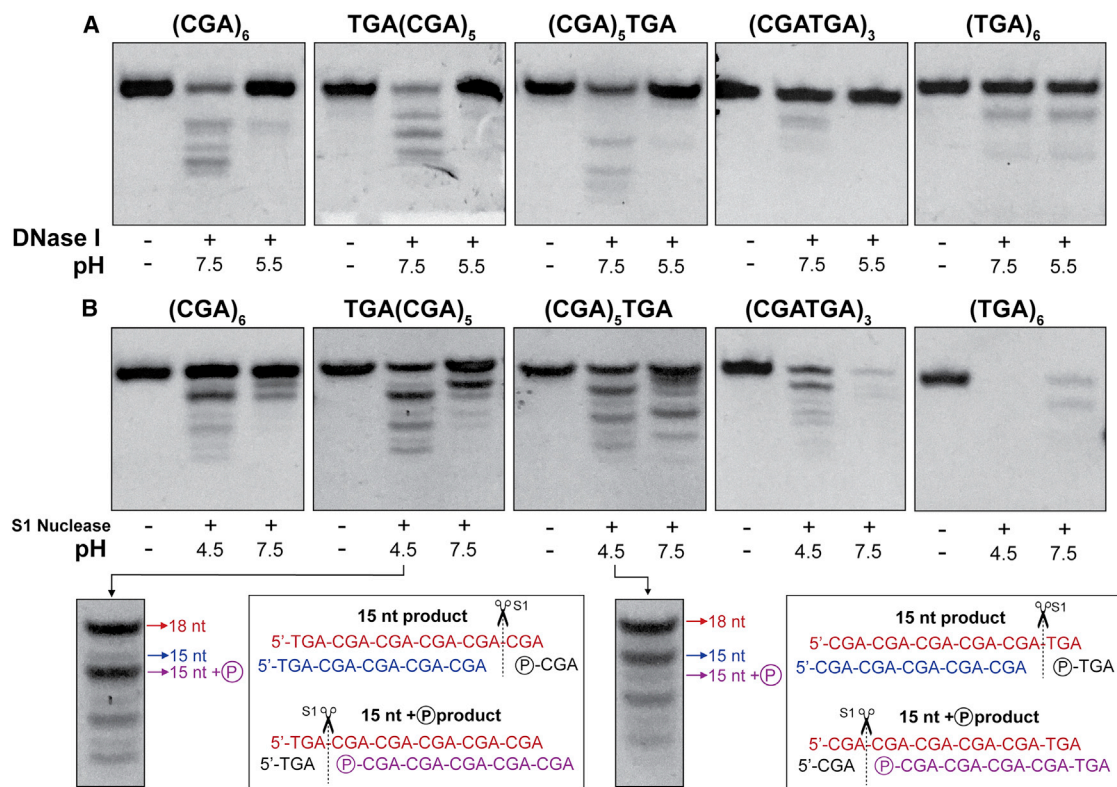 A (CGA)₆ TGA(CGA)₅ (CGA)₅TGA (CGATGA)₃ (TGA)₆
DNase I - + + - + + - + + - + + - + +
pH - 7.5 5.5 - 7.5 5.5 - 7.5 5.5 - 7.5 5.5 - 7.5 5.5
B (CGA)₆ TGA(CGA)₅ (CGA)₅TGA (CGATGA)₃ (TGA)₆
S1 Nuclease - + + - + + - + + - + + - + +
pH - 4.5 7.5 - 4.5 7.5 - 4.5 7.5 - 4.5 7.5 - 4.5 7.5
18 nt
15 nt
15 nt + P
15 nt product S1
5'-TGA-CGA-CGA-CGA-CGA-CGA
5'-TGA-CGA-CGA-CGA-CGA P-CGA
S1 15 nt + P product
5'-TGA-CGA-CGA-CGA-CGA-CGA
5'-TGA P-CGA-CGA-CGA-CGA-CGA
18 nt
15 nt
15 nt + P
15 nt product S1
5'-CGA-CGA-CGA-CGA-CGA-TGA
5'-CGA-CGA-CGA-CGA-CGA P-TGA
S1 15 nt + P product
5'-CGA-CGA-CGA-CGA-CGA-TGA
5'-CGA P-CGA-CGA-CGA-CGA-TGA